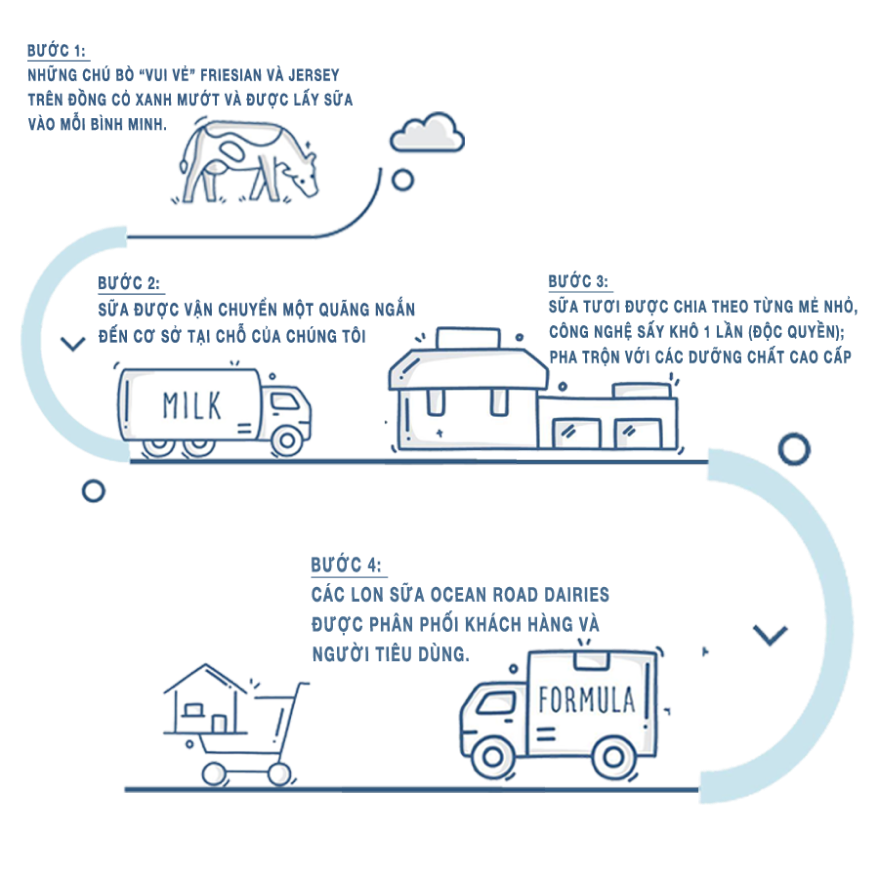 BƯỚC 1:
NHỮNG CHÚ BÒ “VUI VẺ” FRIESIAN VÀ JERSEY
TRÊN ĐỒNG CỎ XANH MƯỚT VÀ ĐƯỢC LẤY SỮA
VÀO MỖI BÌNH MINH.
BƯỚC 2:
SỮA ĐƯỢC VẬN CHUYỂN MỘT QUÃNG NGẮN
ĐẾN CƠ SỞ TẠI CHỖ CỦA CHÚNG TÔI
MILK
BƯỚC 3:
SỮA TƯƠI ĐƯỢC CHIA THEO TỪNG MẺ NHỎ,
CÔNG NGHỆ SẤY KHÔ 1 LẦN (ĐỘC QUYỀN);
PHA TRỘN VỚI CÁC DƯỠNG CHẤT CAO CẤP
BƯỚC 4:
CÁC LON SỮA OCEAN ROAD DAIRIES
ĐƯỢC PHÂN PHỐI KHÁCH HÀNG VÀ
NGƯỜI TIÊU DÙNG.
FORMULA